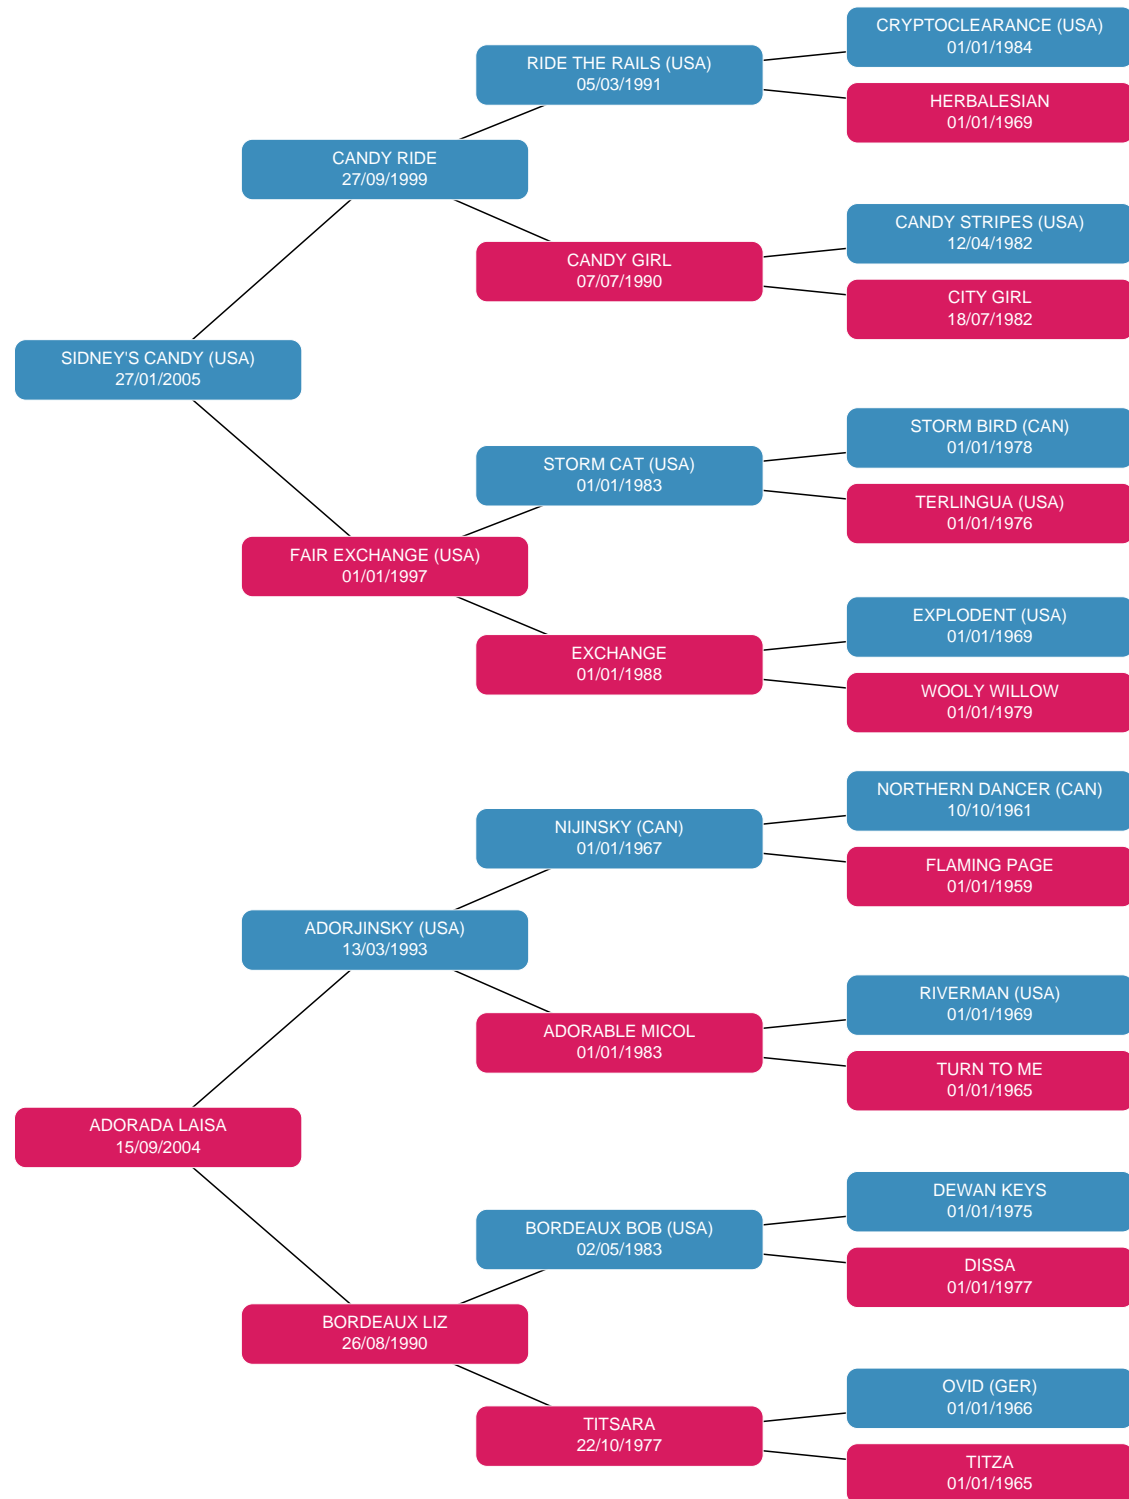 CRYPTOCLEARANCE (USA)
01/01/1984
RIDE THE RAILS (USA)
05/03/1991
HERBALESIAN
01/01/1969
CANDY RIDE
27/09/1999
CANDY STRIPES (USA)
12/04/1982
CANDY GIRL
07/07/1990
CITY GIRL
18/07/1982
SIDNEY'S CANDY (USA)
27/01/2005
STORM BIRD (CAN)
01/01/1978
STORM CAT (USA)
01/01/1983
TERLINGUA (USA)
01/01/1976
FAIR EXCHANGE (USA)
01/01/1997
EXPLODENT (USA)
01/01/1969
EXCHANGE
01/01/1988
WOOLY WILLOW
01/01/1979
NORTHERN DANCER (CAN)
10/10/1961
NIJINSKY (CAN)
01/01/1967
FLAMING PAGE
01/01/1959
ADORJINSKY (USA)
13/03/1993
RIVERMAN (USA)
01/01/1969
ADORABLE MICOL
01/01/1983
TURN TO ME
01/01/1965
ADORADA LAISA
15/09/2004
DEWAN KEYS
01/01/1975
BORDEAUX BOB (USA)
02/05/1983
DISSA
01/01/1977
BORDEAUX LIZ
26/08/1990
OVID (GER)
01/01/1966
TITSARA
22/10/1977
TITZA
01/01/1965